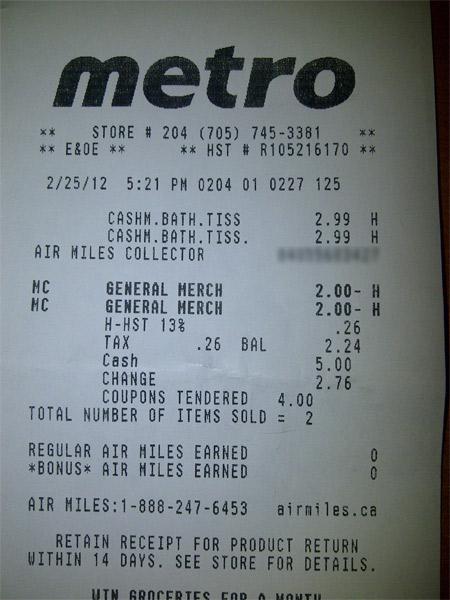 metro
** STORE # 204 (705) 745-3381 **
** E&OE ** ** HST # R105216170 **
2/25/12 5:21 PM 0204 01 0227 125
CASHM.BATH.TISS 2.99 H
CASHM.BATH.TISS. 2.99 H
AIR MILES COLLECTOR
MC GENERAL MERCH 2.00- H
MC GENERAL MERCH 2.00- H
H-HST 13% .26
TAX .26 BAL 2.24
Cash 5.00
CHANGE 2.76
COUPONS TENDERED 4.00
TOTAL NUMBER OF ITEMS SOLD = 2
REGULAR AIR MILES EARNED 0
*BONUS* AIR MILES EARNED 0
AIR MILES:1-888-247-6453 airmiles.ca
RETAIN RECEIPT FOR PRODUCT RETURN
WITHIN 14 DAYS. SEE STORE FOR DETAILS.
WIN GROCERIES FOR A MONTH